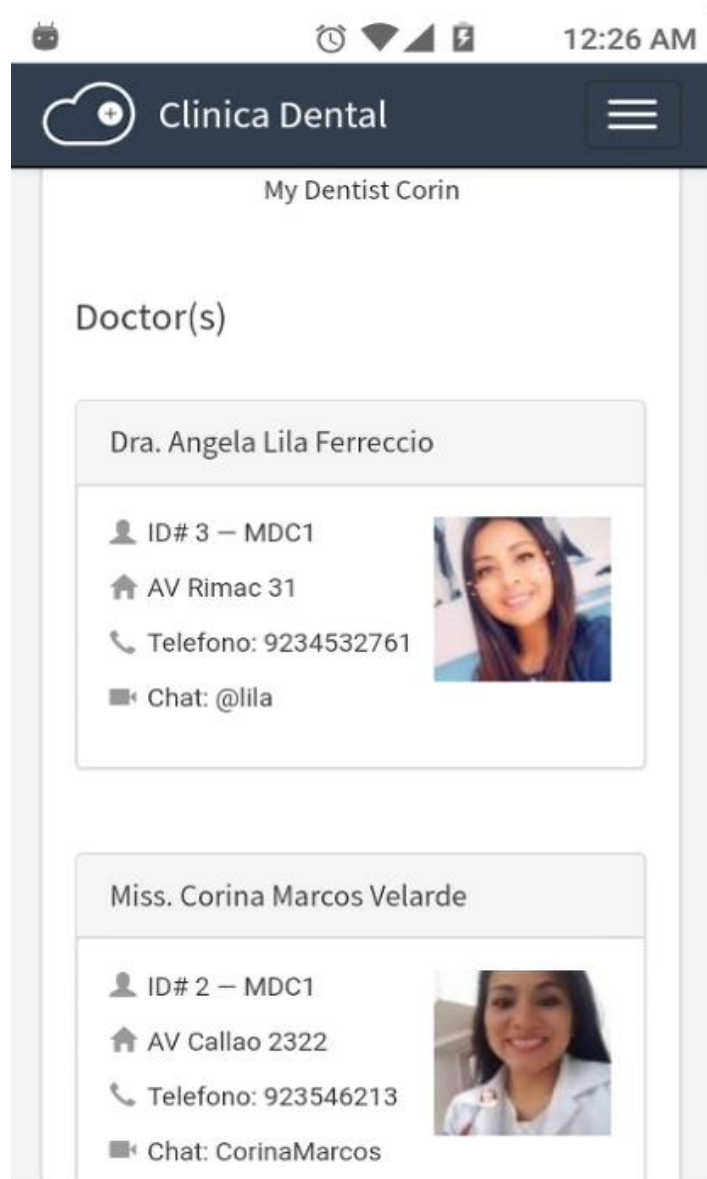 12:26 AM
Clinica Dental
My Dentist Corin
Doctor(s)
Dra. Angela Lila Ferreccio
ID# 3 — MDC1
AV Rimac 31
Telefono: 9234532761
Chat: @lila
Miss. Corina Marcos Velarde
ID# 2 — MDC1
AV Callao 2322
Telefono: 923546213
Chat: CorinaMarcos